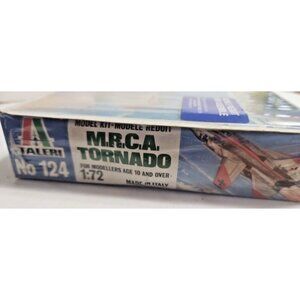 MODEL KIT-MODELE REDUIT
M.R.C.A.
TORNADO
ITALERI
No 124
1:72
FOR MODELLERS AGE 10 AND OVER
MADE IN ITALY